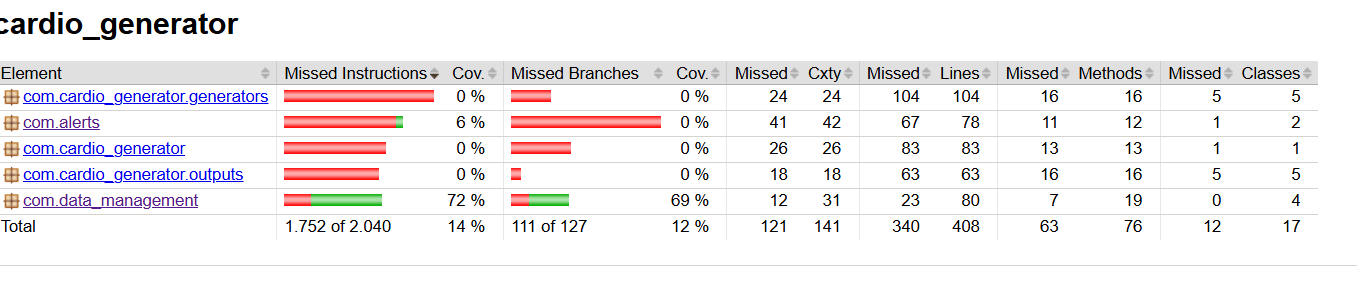 cardio_generator
Element Missed Instructions Cov. Missed Branches Cov. Missed Cxty Missed Lines Missed Methods Missed Classes
com.cardio_generator.generators 0 % 0 % 24 24 104 104 16 16 5 5
com.alerts 6 % 0 % 41 42 67 78 11 12 1 2
com.cardio_generator 0 % 0 % 26 26 83 83 13 13 1 1
com.cardio_generator.outputs 0 % 0 % 18 18 63 63 16 16 5 5
com.data_management 72 % 69 % 12 31 23 80 7 19 0 4
Total 1.752 of 2.040 14 % 111 of 127 12 % 121 141 340 408 63 76 12 17